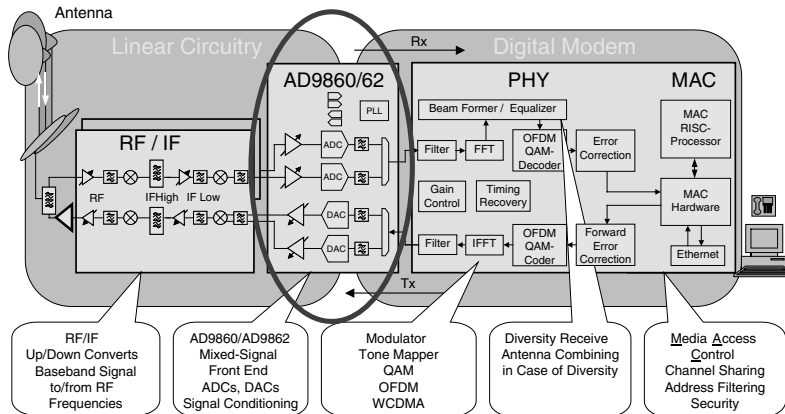 Antenna
Linear Circuitry
Rx
Digital Modem
AD9860/62
PLL
ADC
ADC
DAC
DAC
RF / IF
RF
IFHigh
IF Low
PHY
MAC
Beam Former / Equalizer
Filter
FFT
OFDM
QAM-
Decoder
Error
Correction
MAC
RISC-
Processor
Gain
Control
Timing
Recovery
MAC
Hardware
Filter
IFFT
OFDM
QAM-
Coder
Forward
Error
Correction
Ethernet
Tx
RF/IF
Up/Down Converts
Baseband Signal
to/from RF
Frequencies
AD9860/AD9862
Mixed-Signal
Front End
ADCs, DACs
Signal Conditioning
Modulator
Tone Mapper
QAM
OFDM
WCDMA
Diversity Receive
Antenna Combining
in Case of Diversity
Media Access
Control
Channel Sharing
Address Filtering
Security